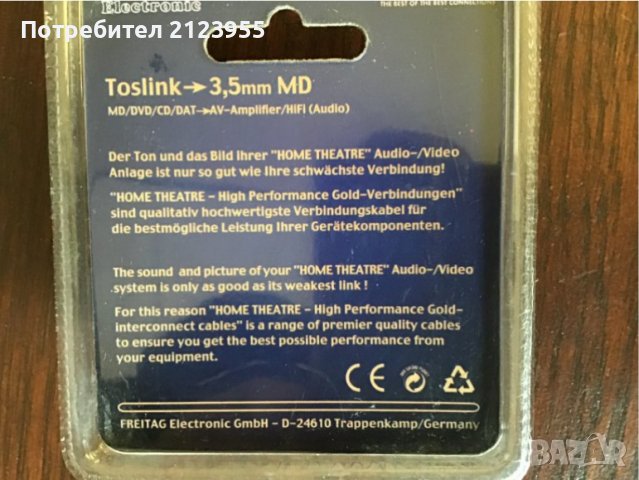 Потребител 2123955
Electronic
THE BEST OF THE BEST CONNECTIONS
Toslink→3,5mm MD
MD/DVD/CD/DAT→AV-Amplifier/HiFi (Audio)
Der Ton und das Bild Ihrer "HOME THEATRE" Audio-/Video
Anlage ist nur so gut wie Ihre schwächste Verbindung!
"HOME THEATRE - High Performance Gold-Verbindungen"
sind qualitativ hochwertigste Verbindungskabel für
die bestmögliche Leistung Ihrer Gerätekomponenten.
The sound and picture of your "HOME THEATRE" Audio-/Video
system is only as good as its weakest link !
For this reason "HOME THEATRE - High Performance Gold-
interconnect cables" is a range of premier quality cables
to ensure you get the best possible performance from
your equipment.
CE
FREITAG Electronic GmbH - D-24610 Trappenkamp/Germany
BAZAR